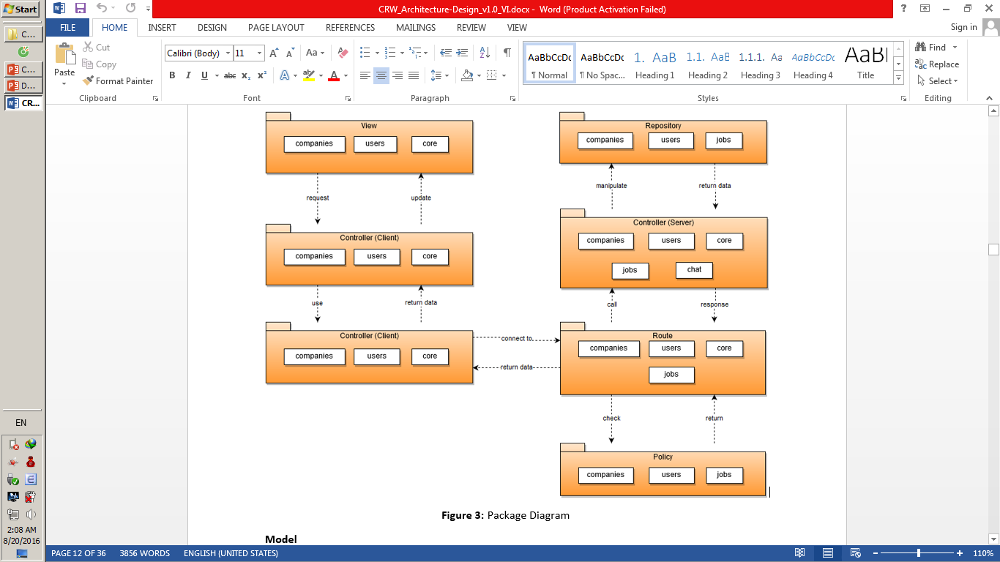 Start
CRW_Architecture-Design_v1.0_VI.docx - Word (Product Activation Failed)
C...
C...
D...
CR...
FILE HOME INSERT DESIGN PAGE LAYOUT REFERENCES MAILINGS REVIEW VIEW Sign in
Paste
Cut
Copy
Format Painter
Clipboard
Calibri (Body) 11
Aa
B I U abc x₂ x²
A ab A
Font
Paragraph
AaBbCcDc AaBbCcDc 1. AaB 1.1. AaB 1.1.1. Aa AaBbCcDc AaBl
¶ Normal ¶ No Spac... Heading 1 Heading 2 Heading 3 Heading 4 Title
Styles
Find
Replace
Select
Editing
View
companies users core
request update
Controller (Client)
companies users core
use return data
Controller (Client)
companies users core
connect to
return data
Repository
companies users jobs
manipulate return data
Controller (Server)
companies users core
jobs chat
call response
Route
companies users core
jobs
check return
Policy
companies users jobs
Figure 3: Package Diagram
Model
EN
2:08 AM
8/20/2016
PAGE 12 OF 36 3856 WORDS ENGLISH (UNITED STATES) 110%